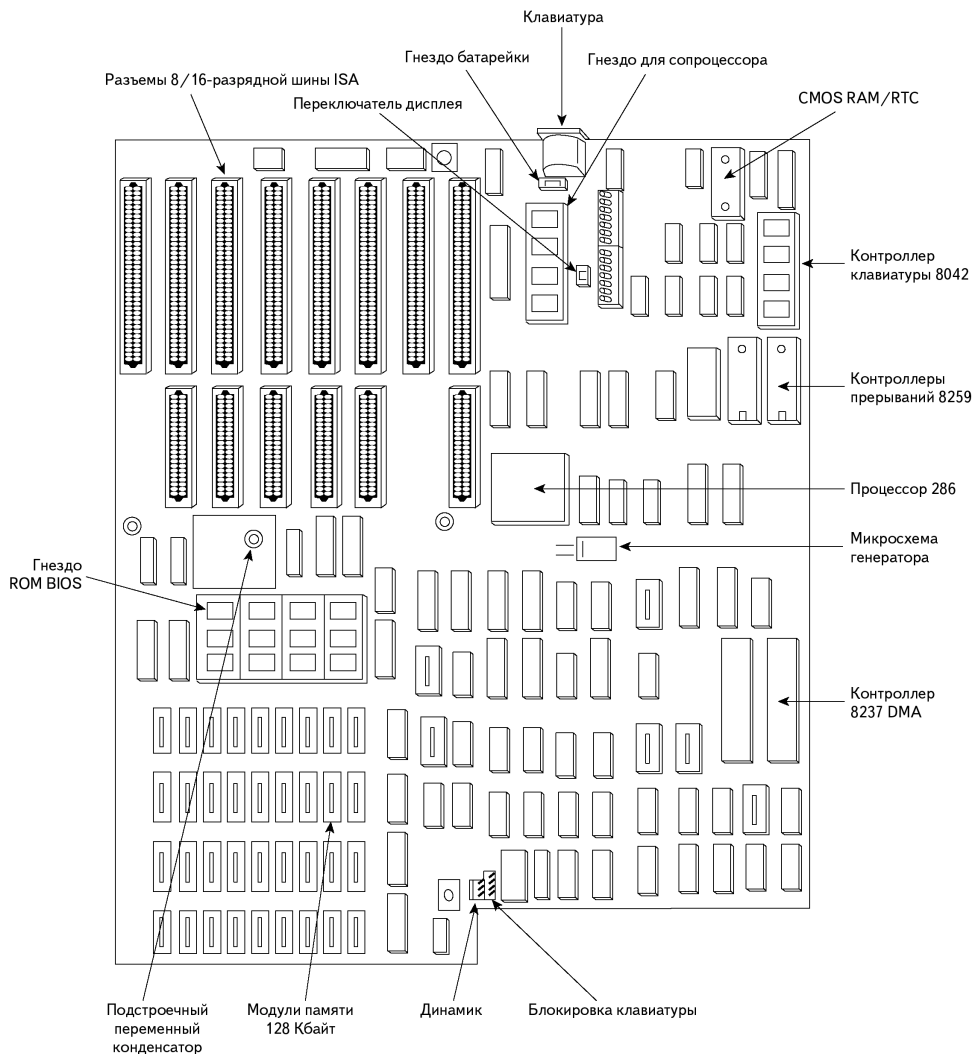 Клавиатура
Гнездо батарейки
Гнездо для сопроцессора
Разъемы 8/16-разрядной шины ISA
Переключатель дисплея
CMOS RAM/RTC
Контроллер
клавиатуры 8042
Контроллеры
прерываний 8259
Процессор 286
Микросхема
генератора
Гнездо
ROM BIOS
Контроллер
8237 DMA
Подстроечный
переменный
конденсатор
Модули памяти
128 Кбайт
Динамик
Блокировка клавиатуры